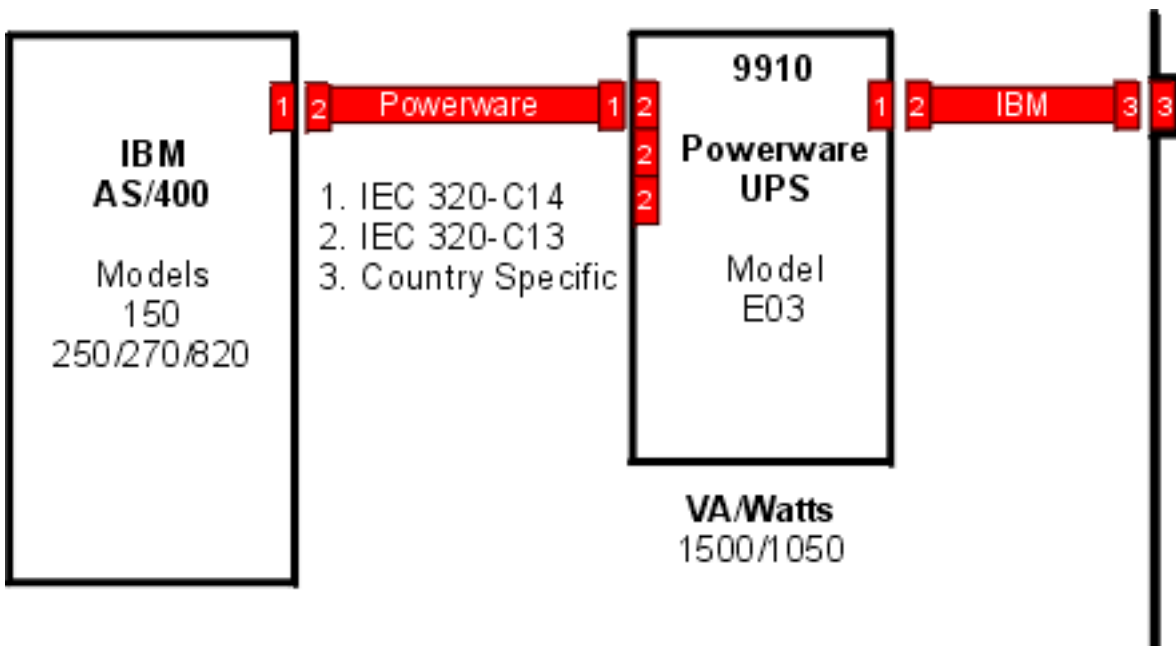 9910
1 2 Powerware 1 2 1 2 IBM 3 3
2
2
IBM
AS/400
Models
150
250/270/820
1. IEC 320-C14
2. IEC 320-C13
3. Country Specific
Powerware
UPS
Model
E03
VA/Watts
1500/1050